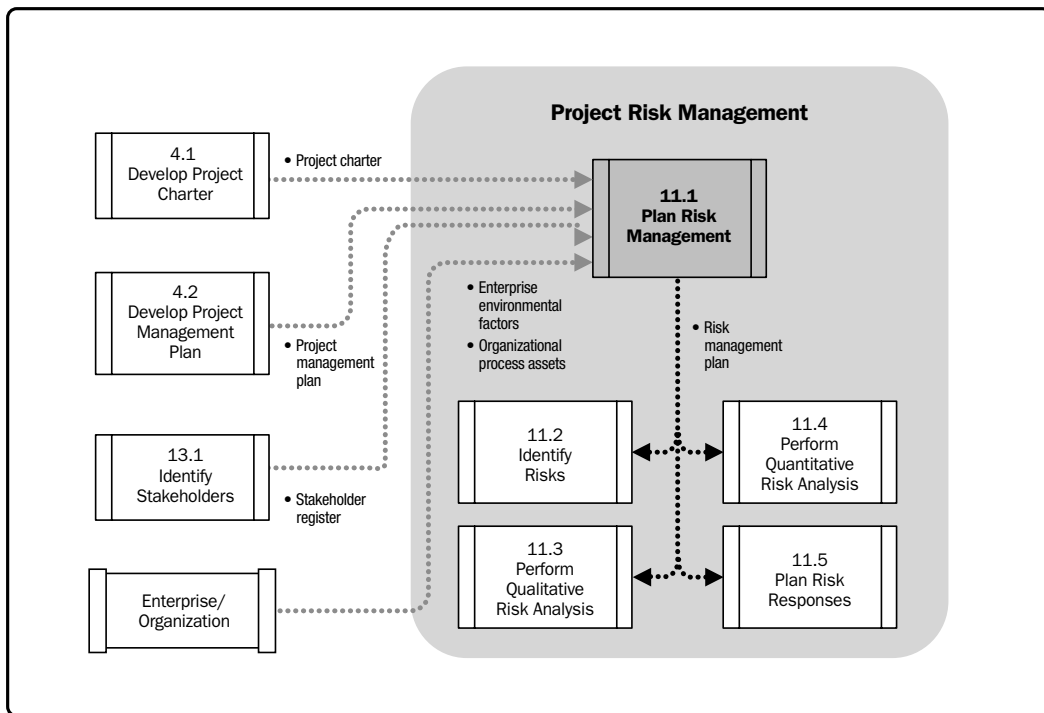 Project Risk Management
4.1
Develop Project
Charter
• Project charter
11.1
Plan Risk
Management
4.2
Develop Project
Management
Plan
• Project
management
plan
• Enterprise
environmental
factors
• Organizational
process assets
• Risk
management
plan
13.1
Identify
Stakeholders
• Stakeholder
register
11.2
Identify
Risks
11.4
Perform
Quantitative
Risk Analysis
Enterprise/
Organization
11.3
Perform
Qualitative
Risk Analysis
11.5
Plan Risk
Responses